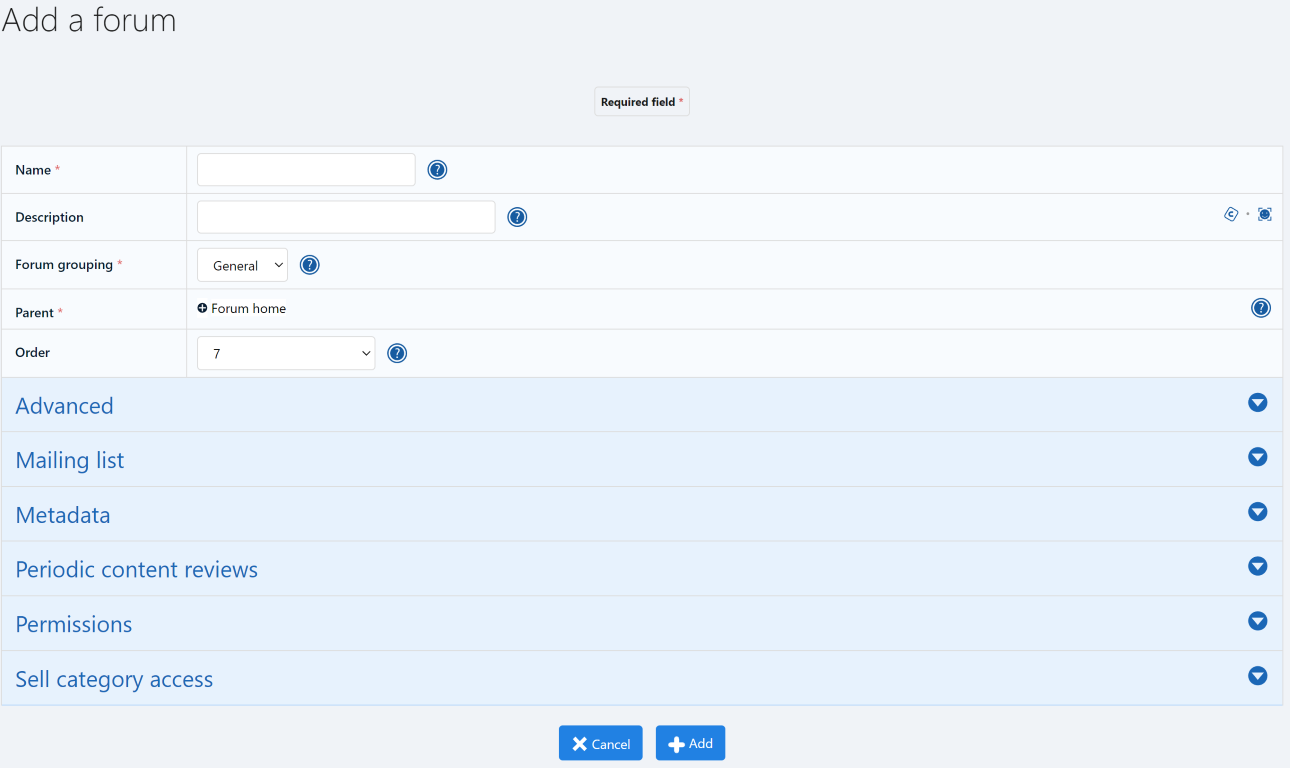 Add a forum
Required field *
Name *
Description
Forum grouping *
General
Parent *
Forum home
Order
7
Advanced
Mailing list
Metadata
Periodic content reviews
Permissions
Sell category access
Cancel
Add